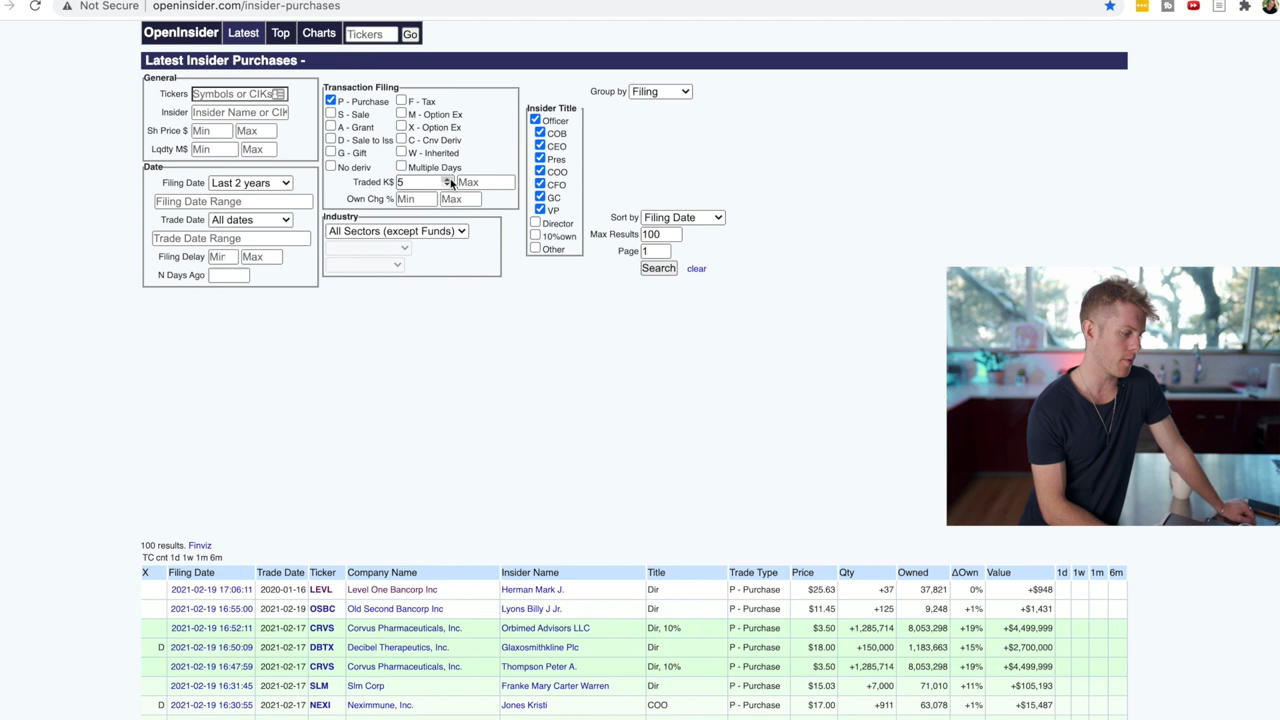 Not Secure openinsider.com/insider-purchases
OpenInsider Latest Top Charts Tickers Go
Latest Insider Purchases -
General
Tickers Symbols or CIKs
Insider Insider Name or CIK
Sh Price $ Min Max
Lqdty M$ Min Max
Date
Filing Date Last 2 years
Filing Date Range
Trade Date All dates
Trade Date Range
Filing Delay Min Max
N Days Ago
Transaction Filing
P - Purchase F - Tax
S - Sale M - Option Ex
A - Grant X - Option Ex
D - Sale to Iss C - Cnv Deriv
G - Gift W - Inherited
No deriv Multiple Days
Traded K$ 5 Max
Own Chg % Min Max
Industry
All Sectors (except Funds)
Insider Title
Officer
COB
CEO
Pres
COO
CFO
GC
VP
Director
10%own
Other
Group by Filing
Sort by Filing Date
Max Results 100
Page 1
Search clear
100 results. Finviz
TC cnt 1d 1w 1m 6m
X Filing Date Trade Date Ticker Company Name Insider Name Title Trade Type Price Qty Owned ΔOwn Value 1d 1w 1m 6m
2021-02-19 17:06:11 2020-01-16 LEVL Level One Bancorp Inc Herman Mark J. Dir P - Purchase $25.63 +37 37,821 0% +$948
2021-02-19 16:55:00 2021-02-19 OSBC Old Second Bancorp Inc Lyons Billy J Jr. Dir P - Purchase $11.45 +125 9,248 +1% +$1,431
2021-02-19 16:52:11 2021-02-17 CRVS Corvus Pharmaceuticals, Inc. Orbimed Advisors LLC Dir, 10% P - Purchase $3.50 +1,285,714 8,053,298 +19% +$4,499,999
D 2021-02-19 16:50:09 2021-02-17 DBTX Decibel Therapeutics, Inc. Glaxosmithkline Plc Dir P - Purchase $18.00 +150,000 1,183,663 +15% +$2,700,000
2021-02-19 16:47:59 2021-02-17 CRVS Corvus Pharmaceuticals, Inc. Thompson Peter A. Dir, 10% P - Purchase $3.50 +1,285,714 8,053,298 +19% +$4,499,999
2021-02-19 16:31:45 2021-02-17 SLM Slm Corp Franke Mary Carter Warren Dir P - Purchase $15.03 +7,000 71,010 +11% +$105,193
D 2021-02-19 16:30:55 2021-02-17 NEXI Neximmune, Inc. Jones Kristi COO P - Purchase $17.00 +911 63,078 +1% +$15,487